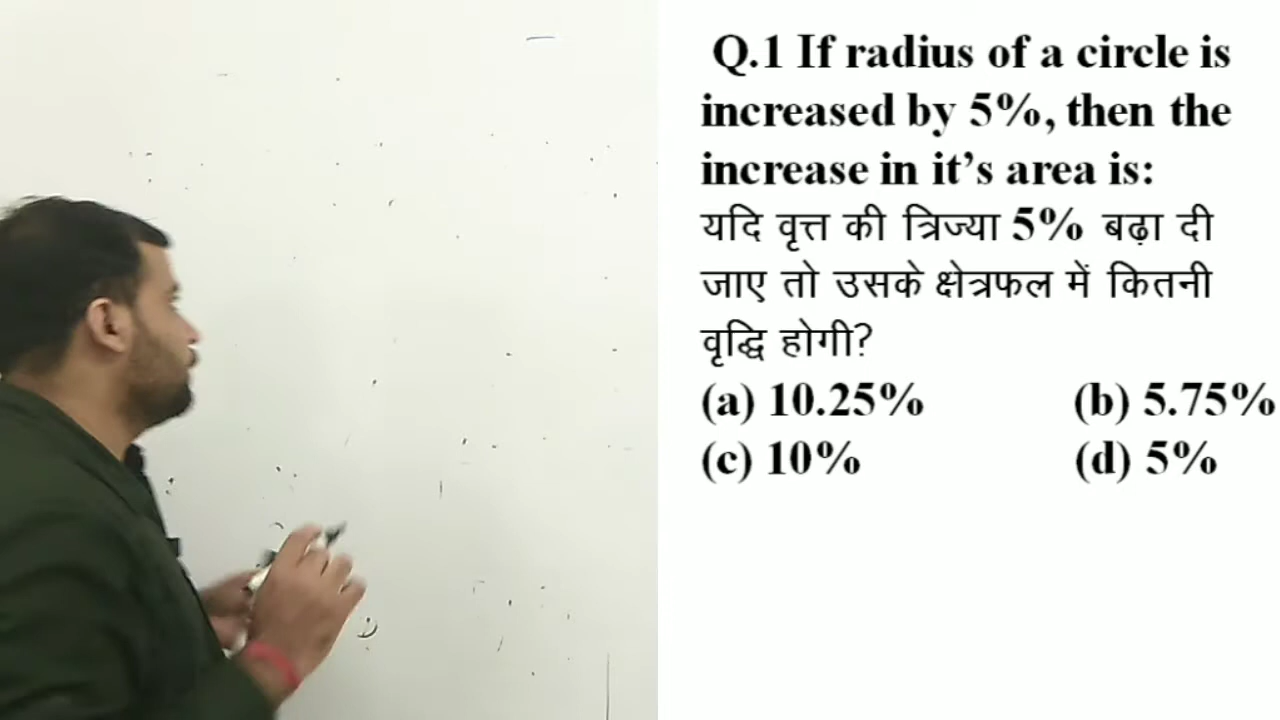 Q.1 If radius of a circle is
increased by 5%, then the
increase in it’s area is:
यदि वृत्त की त्रिज्या 5% बढ़ा दी
जाए तो उसके क्षेत्रफल में कितनी
वृद्धि होगी?
(a) 10.25% (b) 5.75%
(c) 10% (d) 5%